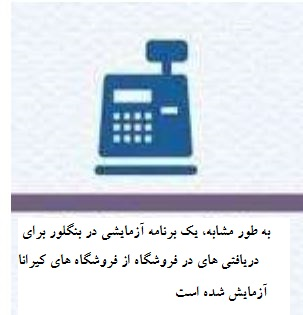 به طور مشابه، یک برنامه آزمایشی در بنگلور برای
دریافتی های در فروشگاه از فروشگاه های کیرانا
آزمایش شده است